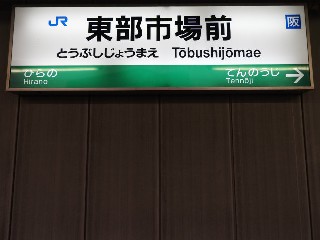 JR 東部市場前 阪
とうぶしじょうまえ Tōbushijōmae
ひらの てんのうじ
Hirano Tennōji